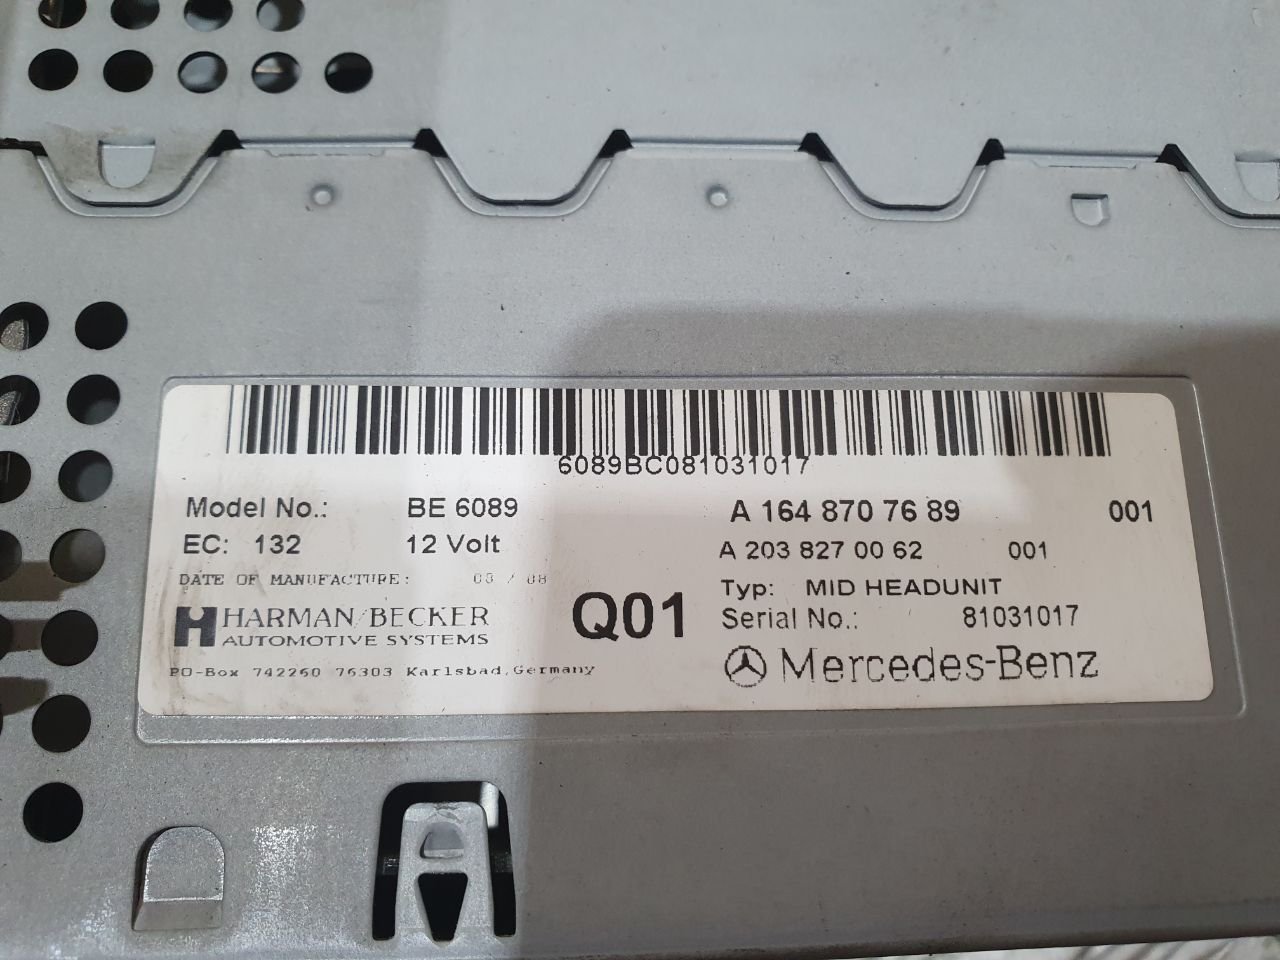 6089BC081031017
Model No.: BE 6089 A 164 870 76 89 001
EC: 132 12 Volt A 203 827 00 62 001
DATE OF MANUFACTURE: 03 / 08 Typ: MID HEADUNIT
HARMAN/BECKER Q01 Serial No.: 81031017
AUTOMOTIVE SYSTEMS Mercedes-Benz
PO-Box 742260 76303 Karlsbad, Germany